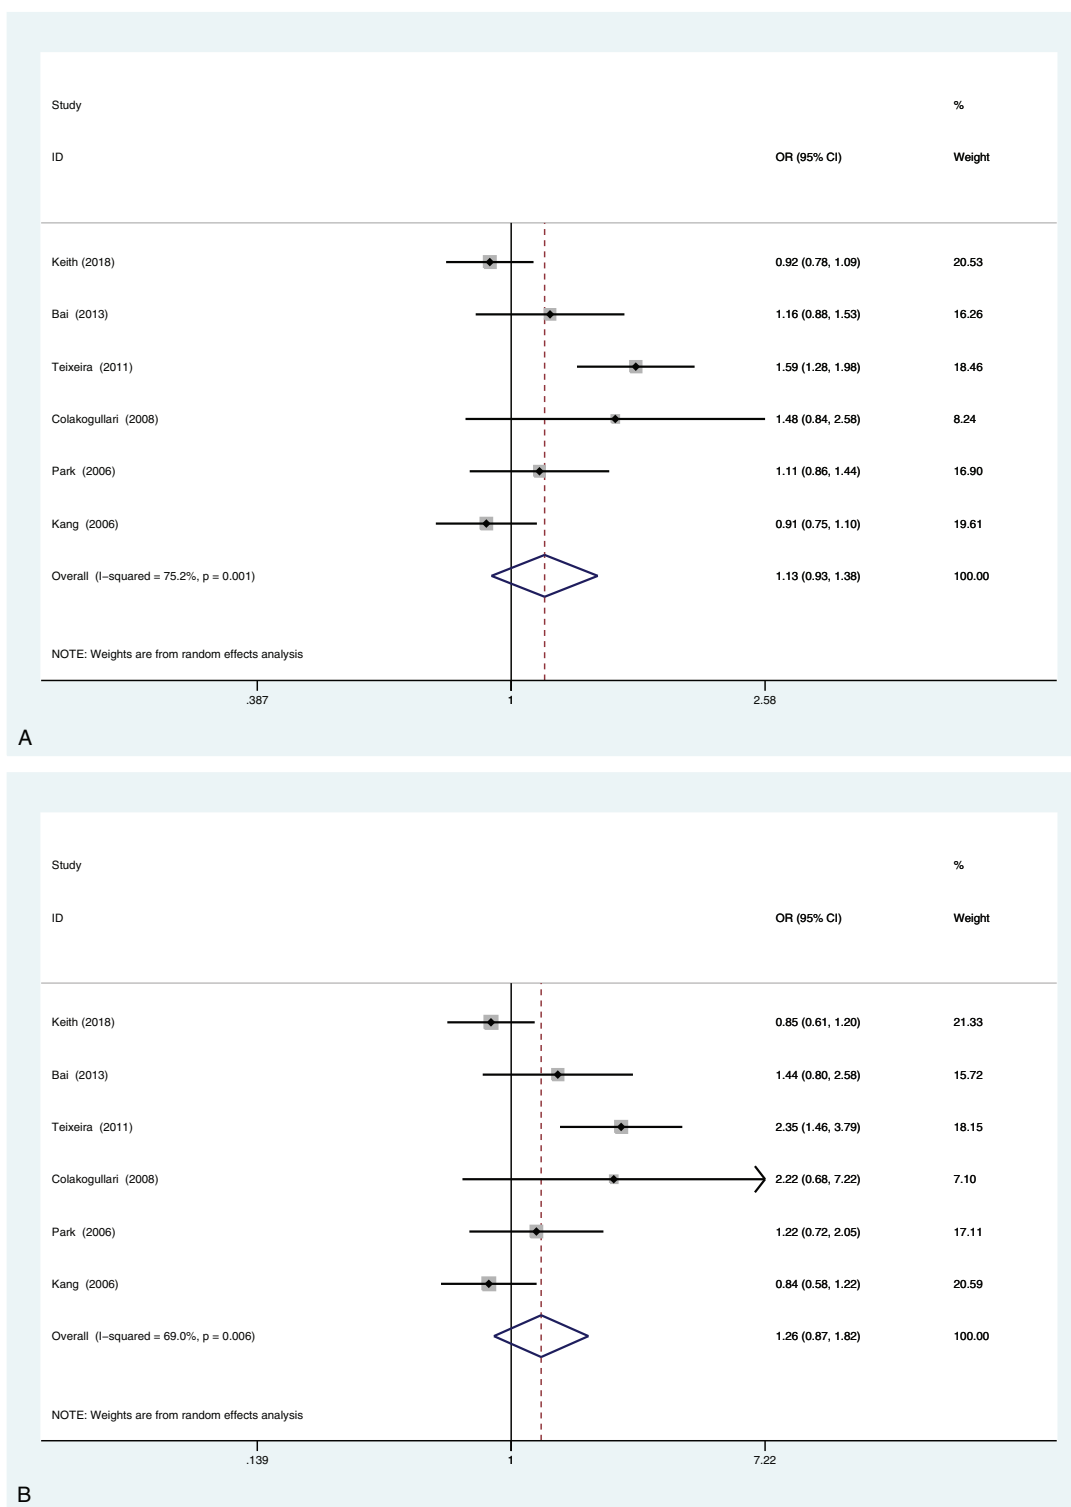 Study %
ID OR (95% CI) Weight
Keith (2018) 0.92 (0.78, 1.09) 20.53
Bai (2013) 1.16 (0.88, 1.53) 16.26
Teixeira (2011) 1.59 (1.28, 1.98) 18.46
Colakogullari (2008) 1.48 (0.84, 2.58) 8.24
Park (2006) 1.11 (0.86, 1.44) 16.90
Kang (2006) 0.91 (0.75, 1.10) 19.61
Overall (I−squared = 75.2%, p = 0.001) 1.13 (0.93, 1.38) 100.00
NOTE: Weights are from random effects analysis
.387 1 2.58
A
Study %
ID OR (95% CI) Weight
Keith (2018) 0.85 (0.61, 1.20) 21.33
Bai (2013) 1.44 (0.80, 2.58) 15.72
Teixeira (2011) 2.35 (1.46, 3.79) 18.15
Colakogullari (2008) 2.22 (0.68, 7.22) 7.10
Park (2006) 1.22 (0.72, 2.05) 17.11
Kang (2006) 0.84 (0.58, 1.22) 20.59
Overall (I−squared = 69.0%, p = 0.006) 1.26 (0.87, 1.82) 100.00
NOTE: Weights are from random effects analysis
.139 1 7.22
B